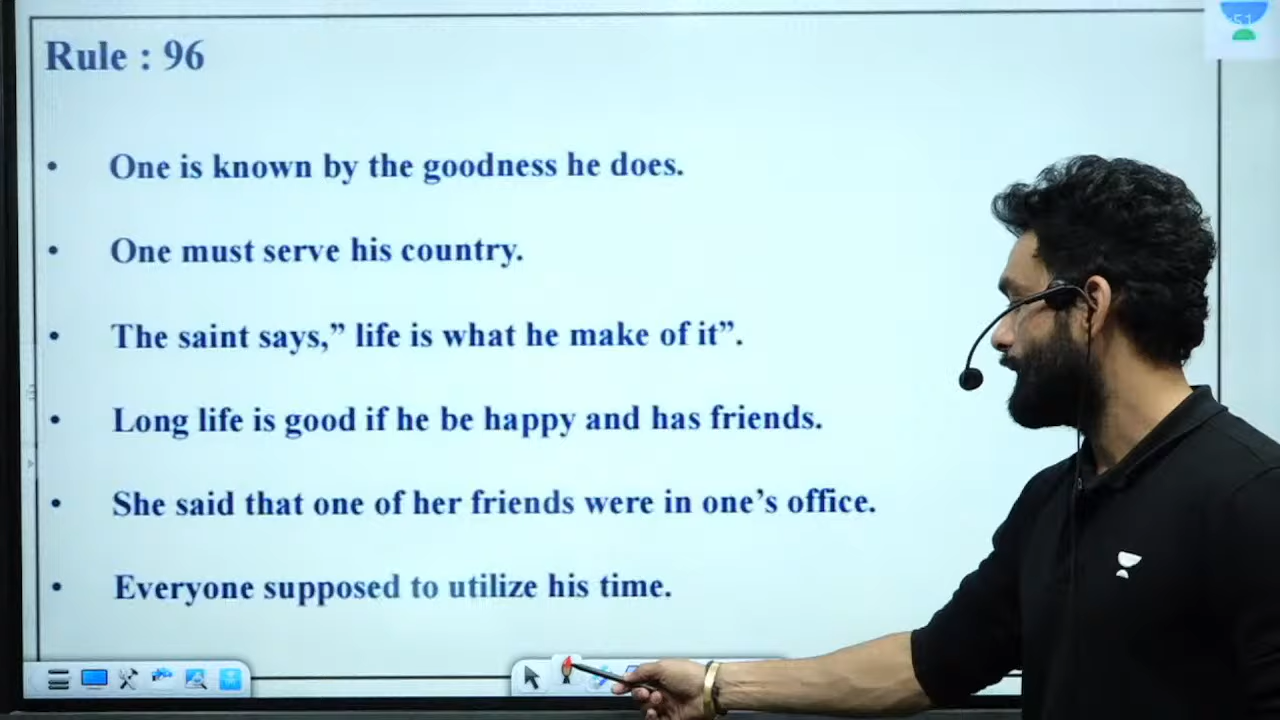 Rule : 96
• One is known by the goodness he does.
• One must serve his country.
• The saint says,” life is what he make of it”.
• Long life is good if he be happy and has friends.
• She said that one of her friends were in one’s office.
• Everyone supposed to utilize his time.